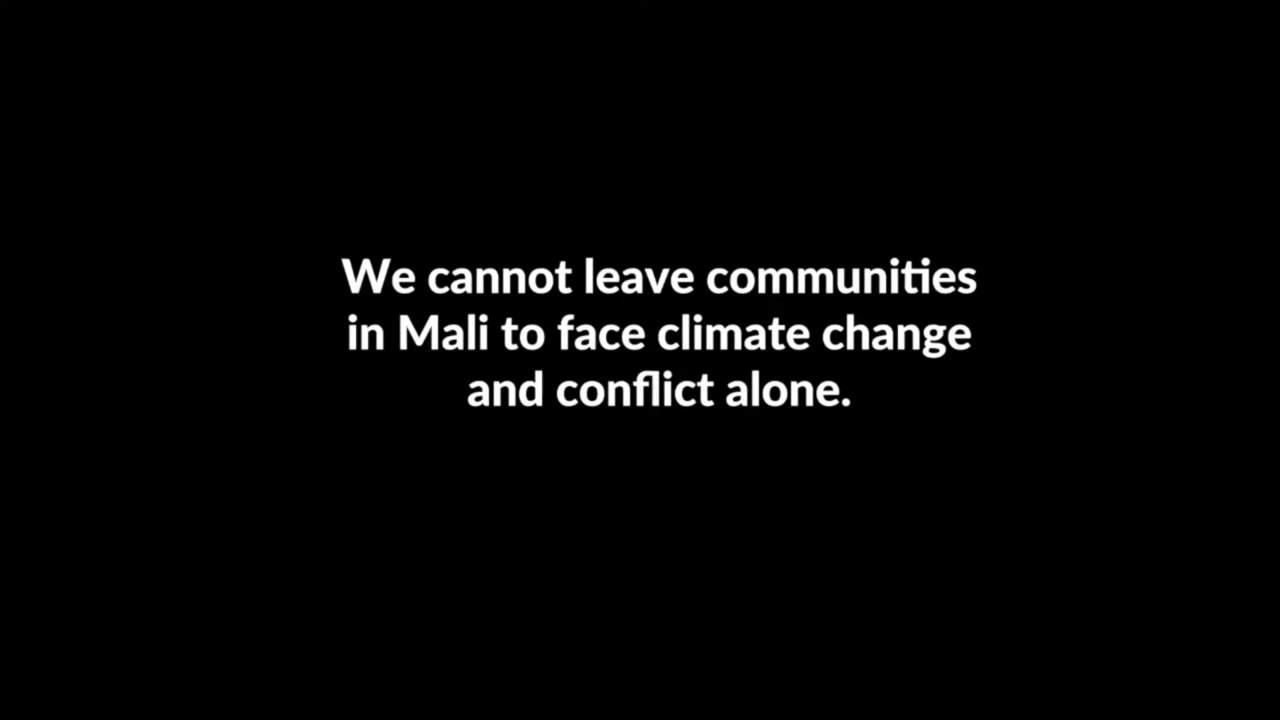 We cannot leave communities
in Mali to face climate change
and conflict alone.